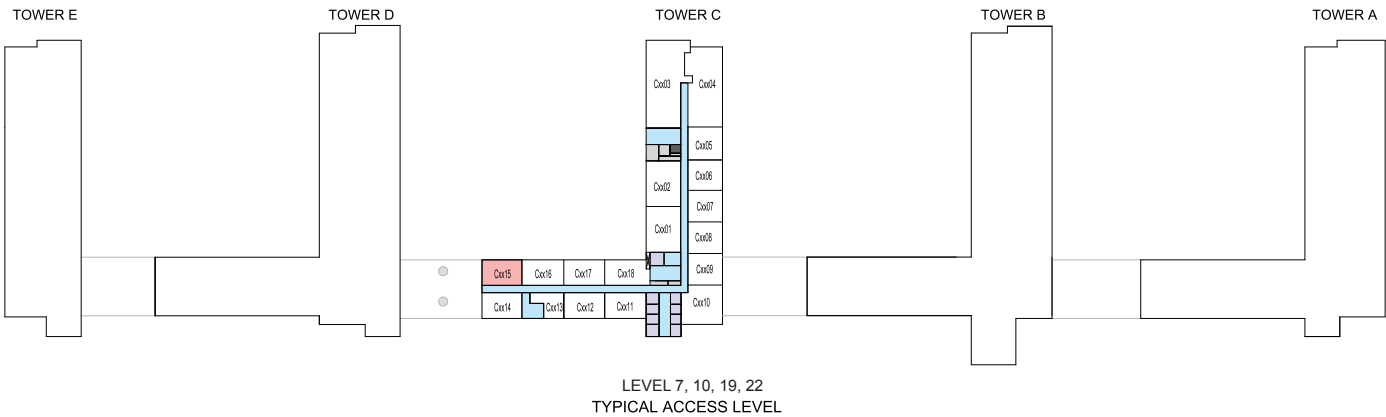 TOWER E
TOWER D
TOWER C
TOWER B
TOWER A
Cxx03
Cxx04
Cxx05
Cxx06
Cxx02
Cxx07
Cxx01
Cxx08
Cxx15
Cxx16
Cxx17
Cxx18
Cxx09
Cxx14
Cxx13
Cxx12
Cxx11
Cxx10
LEVEL 7, 10, 19, 22
TYPICAL ACCESS LEVEL